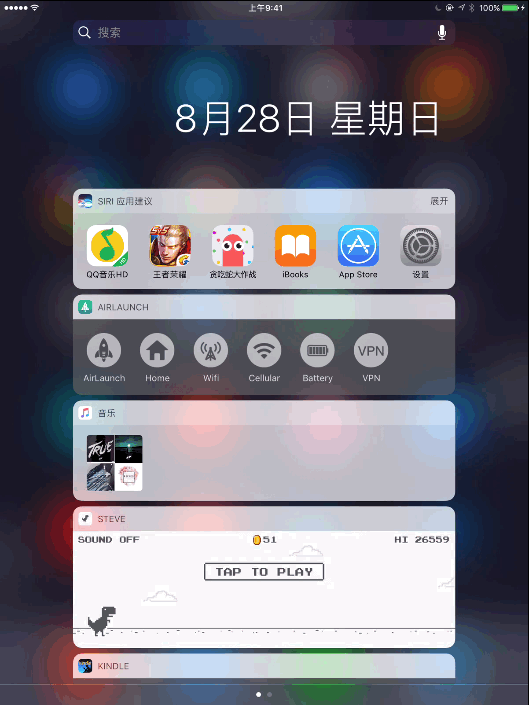 上午9:41
100%
搜索
8月28日 星期日
SIRI 应用建议
展开
QQ音乐HD
王者荣耀
贪吃蛇大作战
iBooks
App Store
设置
AIRLAUNCH
VPN
AirLaunch
Home
Wifi
Cellular
Battery
VPN
音乐
TRUE
STEVE
SOUND OFF
51
HI 26559
TAP TO PLAY
KINDLE